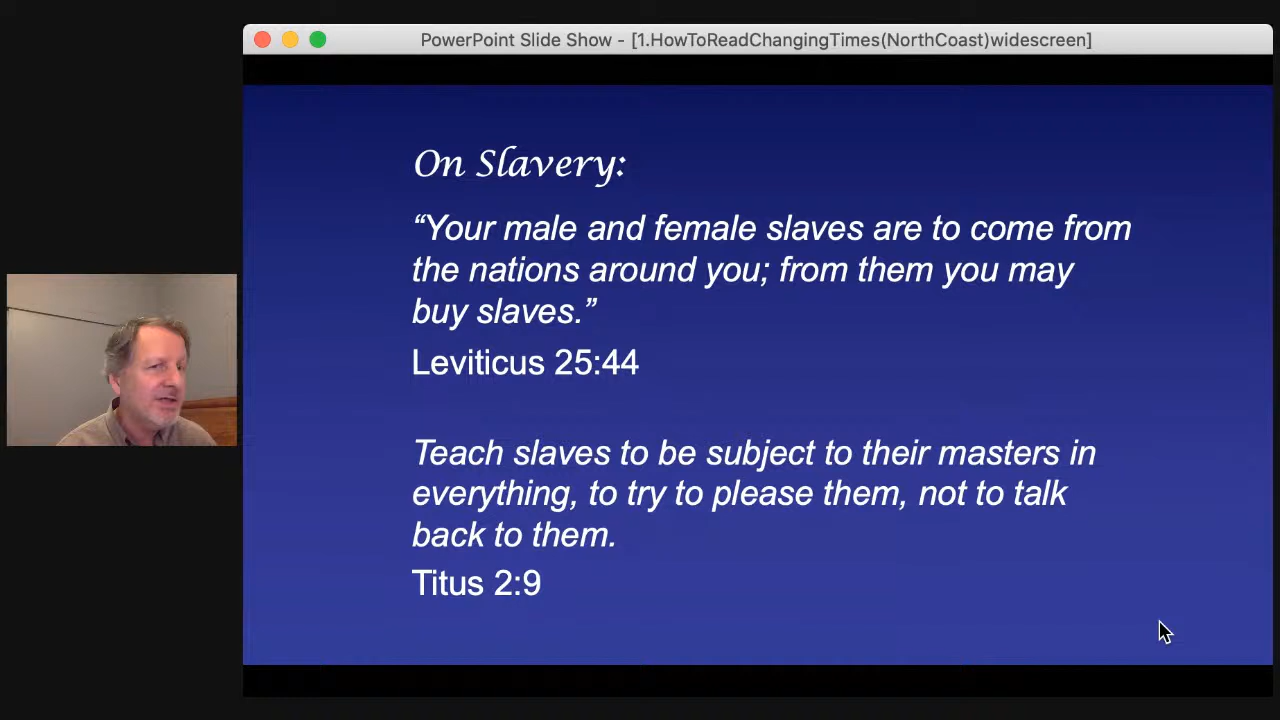 PowerPoint Slide Show - [1.HowToReadChangingTimes(NorthCoast)widescreen]
On Slavery:
“Your male and female slaves are to come from
the nations around you; from them you may
buy slaves.”
Leviticus 25:44
Teach slaves to be subject to their masters in
everything, to try to please them, not to talk
back to them.
Titus 2:9